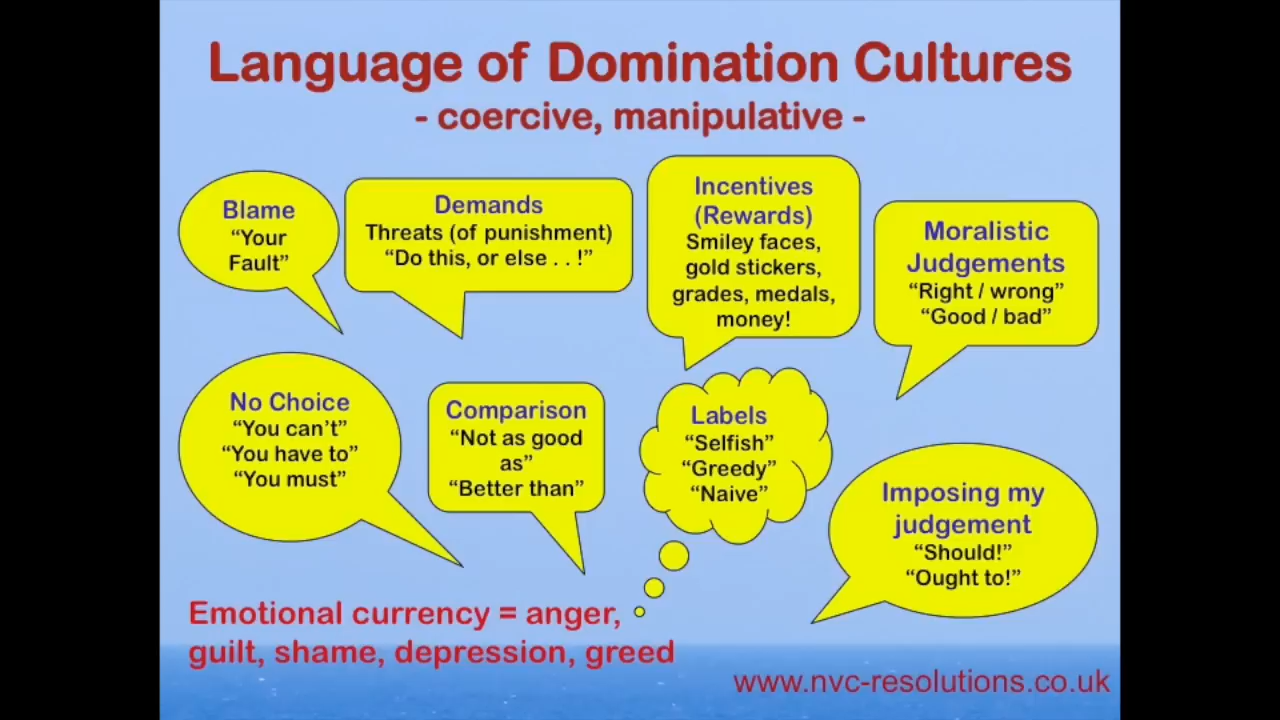 Language of Domination Cultures
- coercive, manipulative -
Blame
“Your
Fault”
Demands
Threats (of punishment)
“Do this, or else . . !”
Incentives
(Rewards)
Smiley faces,
gold stickers,
grades, medals,
money!
Moralistic
Judgements
“Right / wrong”
“Good / bad”
No Choice
“You can’t”
“You have to”
“You must”
Comparison
“Not as good
as”
“Better than”
Labels
“Selfish”
“Greedy”
“Naive”
Imposing my
judgement
“Should!”
“Ought to!”
Emotional currency = anger,
guilt, shame, depression, greed
www.nvc-resolutions.co.uk